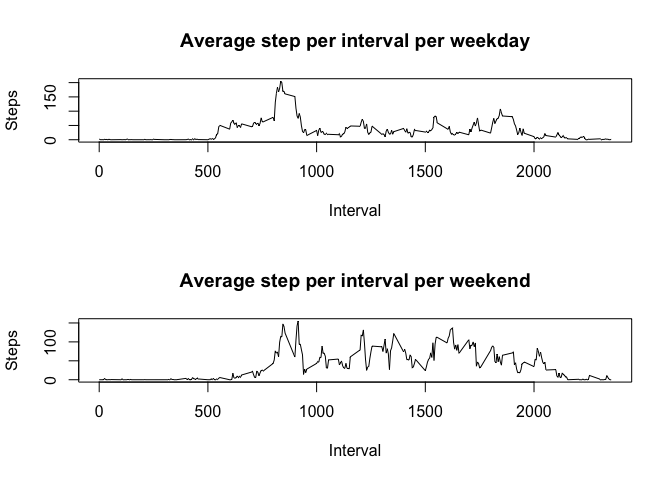 Average step per interval per weekday
Steps
150
0
0 500 1000 1500 2000
Interval
Average step per interval per weekend
Steps
100
0
0 500 1000 1500 2000
Interval